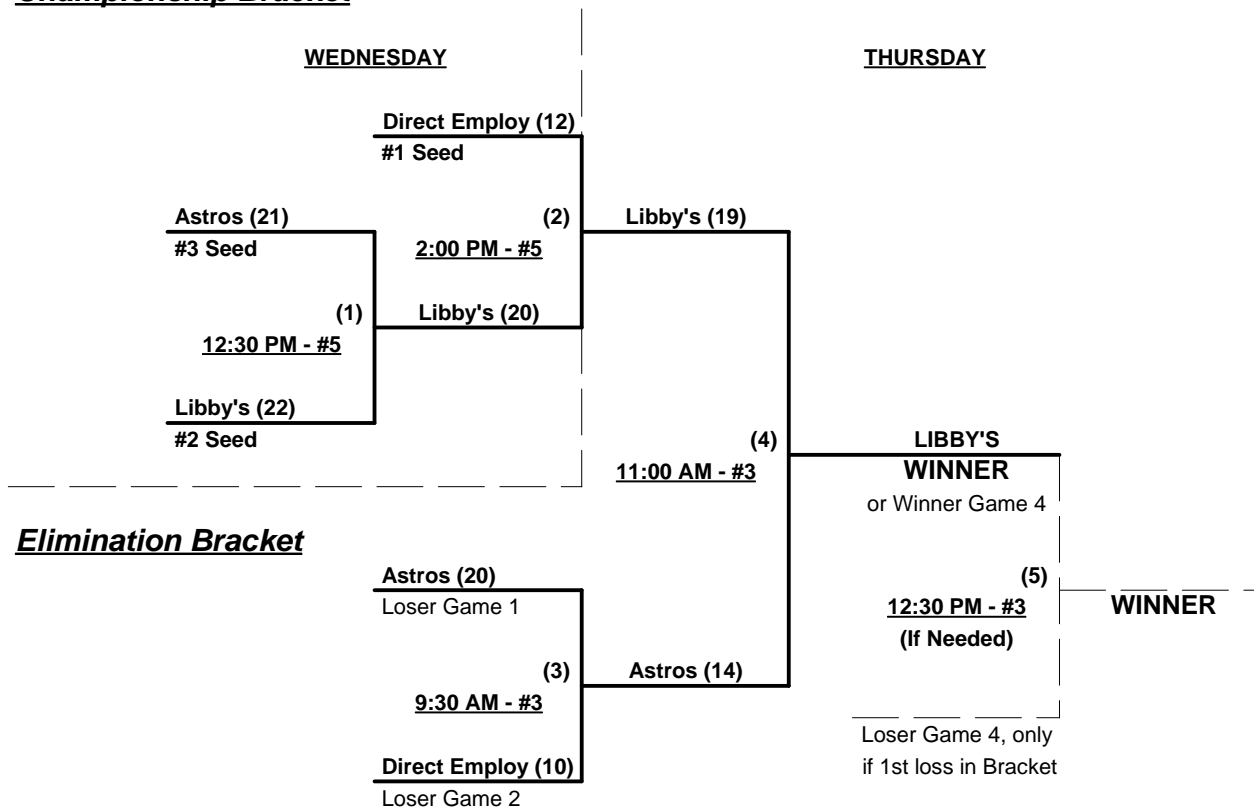 Championship Bracket
WEDNESDAY
THURSDAY
Direct Employ (12)
#1 Seed
Astros (21)
(2)
Libby's (19)
#3 Seed
2:00 PM - #5
(1)
Libby's (20)
12:30 PM - #5
Libby's (22)
#2 Seed
(4)
LIBBY'S
11:00 AM - #3
WINNER
or Winner Game 4
Elimination Bracket
Astros (20)
Loser Game 1
(5)
12:30 PM - #3
WINNER
(If Needed)
(3)
Astros (14)
9:30 AM - #3
Loser Game 4, only
if 1st loss in Bracket
Direct Employ (10)
Loser Game 2